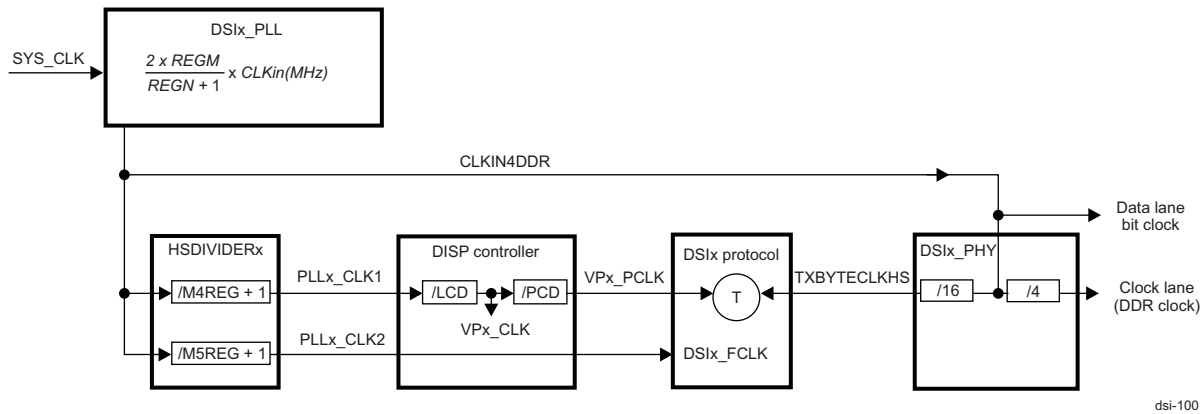 DSIx_PLL
SYS_CLK
2 x REGM
REGN + 1
x CLKin(MHz)
CLKIN4DDR
Data lane
bit clock
HSDIVIDERx
DISP controller
DSIx protocol
DSIx_PHY
/M4REG + 1
PLLx_CLK1
/LCD
/PCD
VPx_PCLK
T
TXBYTECLKHS
/16
/4
Clock lane
(DDR clock)
VPx_CLK
/M5REG + 1
PLLx_CLK2
DSIx_FCLK
dsi-100